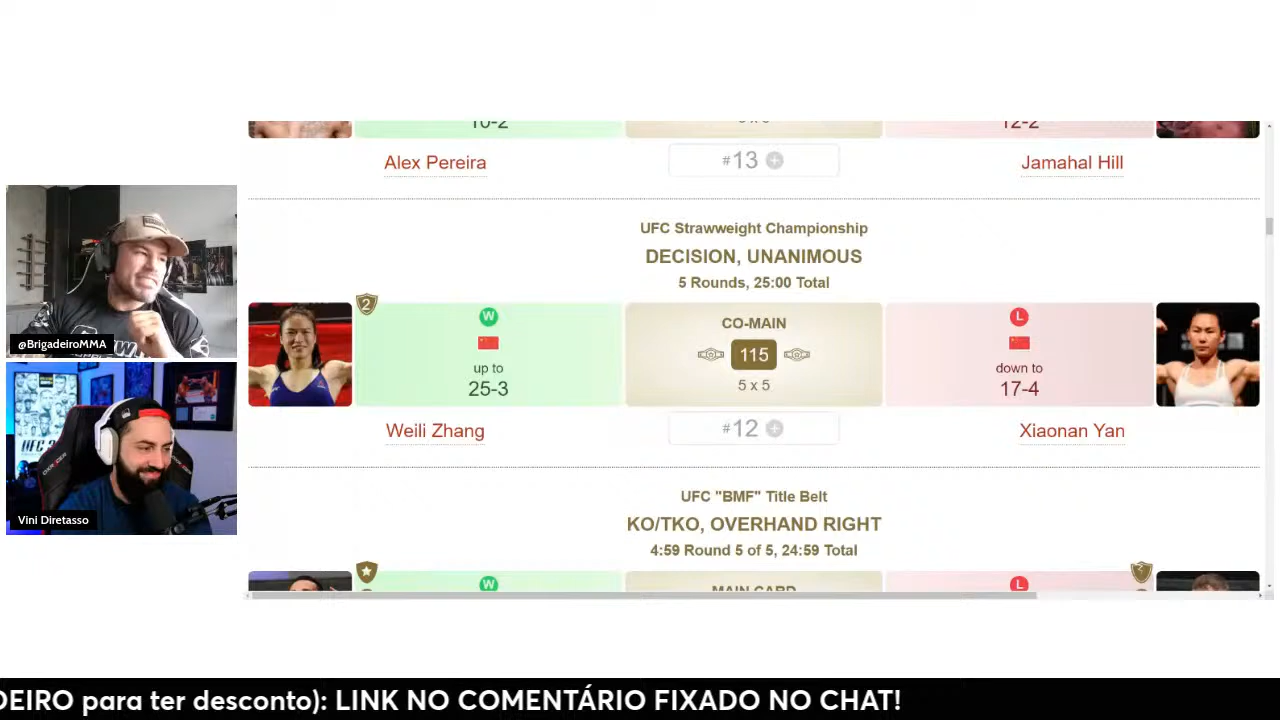 10-2
12-2
Alex Pereira
#13
Jamahal Hill
UFC Strawweight Championship
DECISION, UNANIMOUS
5 Rounds, 25:00 Total
2
W
up to
25-3
CO-MAIN
115
5 x 5
L
down to
17-4
Weili Zhang
#12
Xiaonan Yan
UFC "BMF" Title Belt
KO/TKO, OVERHAND RIGHT
4:59 Round 5 of 5, 24:59 Total
W
MAIN CARD
L
@BrigadeiroMMA
Vini Diretasso
DEIRO para ter desconto): LINK NO COMENTÁRIO FIXADO NO CHAT!